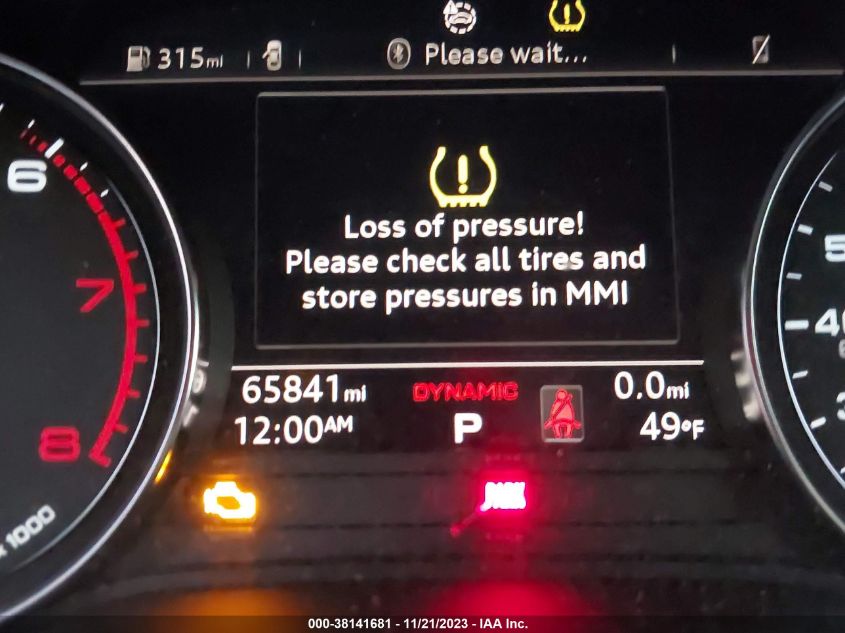 315mi
Please wait...
Loss of pressure!
Please check all tires and
store pressures in MMI
65841mi DYNAMIC 0.0mi
12:00AM P 49°F
PARK
6
7
8
x 1000
000-38141681 - 11/21/2023 - IAA Inc.